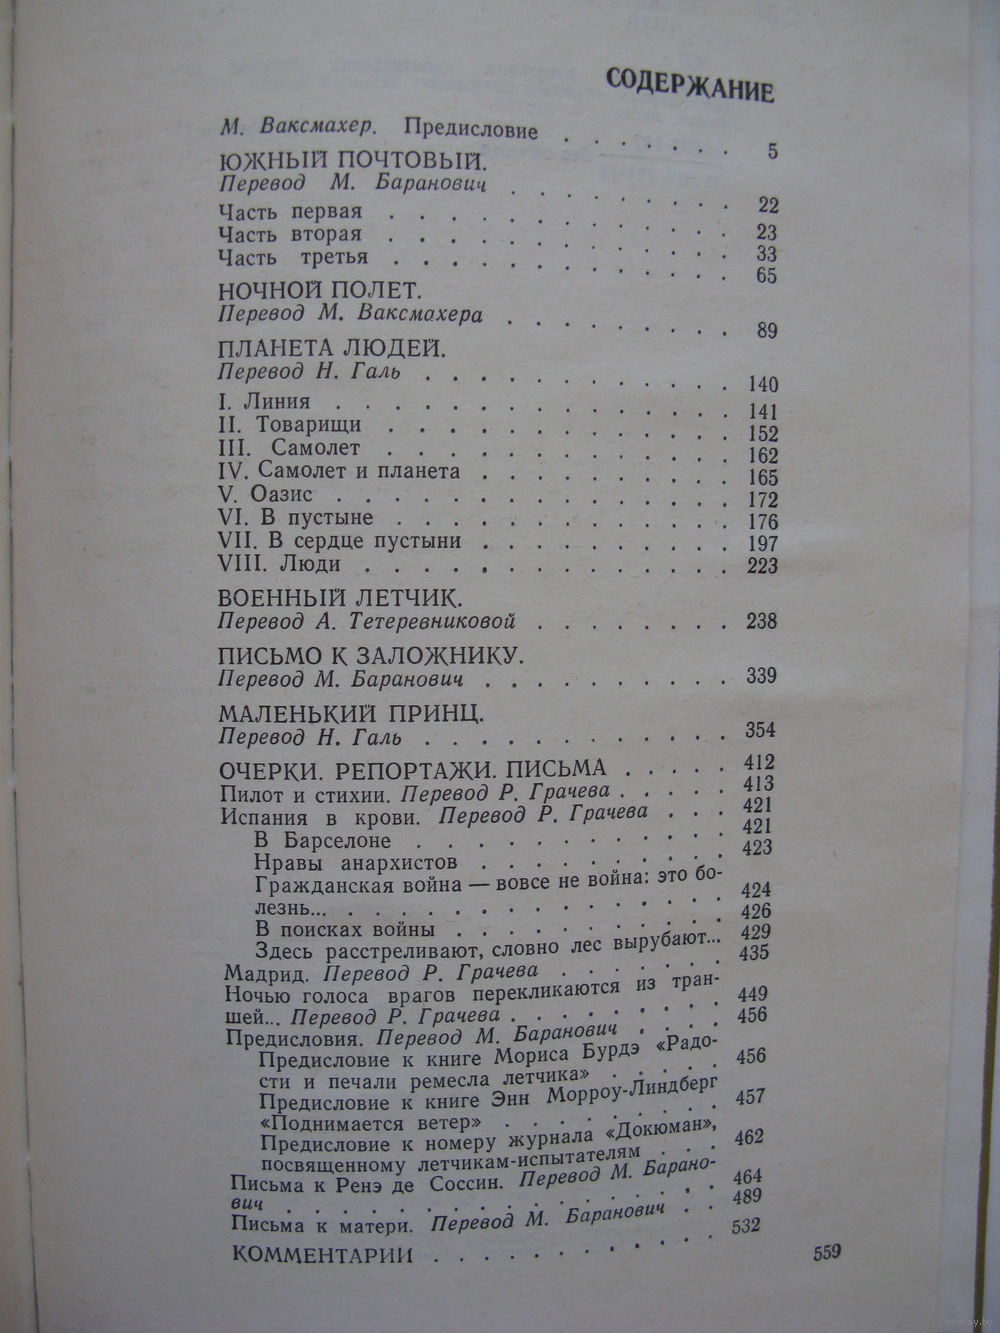 СОДЕРЖАНИЕ
М. Ваксмахер. Предисловие . . . . . . . 5
ЮЖНЫЙ ПОЧТОВЫЙ.
Перевод М. Баранович . . . . . . . . 22
Часть первая . . . . . . . . . . . . 23
Часть вторая . . . . . . . . . . . . 33
Часть третья . . . . . . . . . . . . 65
НОЧНОЙ ПОЛЕТ.
Перевод М. Ваксмахера . . . . . . . . 89
ПЛАНЕТА ЛЮДЕЙ.
Перевод Н. Галь . . . . . . . . . . . 140
I. Линия . . . . . . . . . . . . . . 141
II. Товарищи . . . . . . . . . . . . 152
III. Самолет . . . . . . . . . . . . 162
IV. Самолет и планета . . . . . . . . . 165
V. Оазис . . . . . . . . . . . . . . 172
VI. В пустыне . . . . . . . . . . . . 176
VII. В сердце пустыни . . . . . . . . . 197
VIII. Люди . . . . . . . . . . . . . 223
ВОЕННЫЙ ЛЕТЧИК.
Перевод А. Тетеревниковой . . . . . . . 238
ПИСЬМО К ЗАЛОЖНИКУ.
Перевод М. Баранович . . . . . . . . . 339
МАЛЕНЬКИЙ ПРИНЦ.
Перевод Н. Галь . . . . . . . . . . . 354
ОЧЕРКИ. РЕПОРТАЖИ. ПИСЬМА . . . . . 412
Пилот и стихии. Перевод Р. Грачева . . . . . 413
Испания в крови. Перевод Р. Грачева . . . 421
В Барселоне . . . . . . . . . . . . 421
Нравы анархистов . . . . . . . . . 423
Гражданская война — вовсе не война: это бо-
лезнь... . . . . . . . . . . . . . . 424
В поисках войны . . . . . . . . . . 426
Здесь расстреливают, словно лес вырубают... 429
Мадрид. Перевод Р. Грачева . . . . . . 435
Ночью голоса врагов перекликаются из тран-
шей... Перевод Р. Грачева . . . . . . . . 449
Предисловия. Перевод М. Баранович . . . . 456
Предисловие к книге Мориса Бурдэ «Радо-
сти и печали ремесла летчика» . . . . . 456
Предисловие к книге Энн Морроу-Линдберг
«Поднимается ветер» . . . . . . . . 457
Предисловие к номеру журнала «Докюман»,
посвященному летчикам-испытателям . . . 462
Письма к Ренэ де Соссин. Перевод М. Барано-
вич . . . . . . . . . . . . . . . . 464
Письма к матери. Перевод М. Баранович . . 489
532
КОММЕНТАРИИ . . . . . . . . . . 559